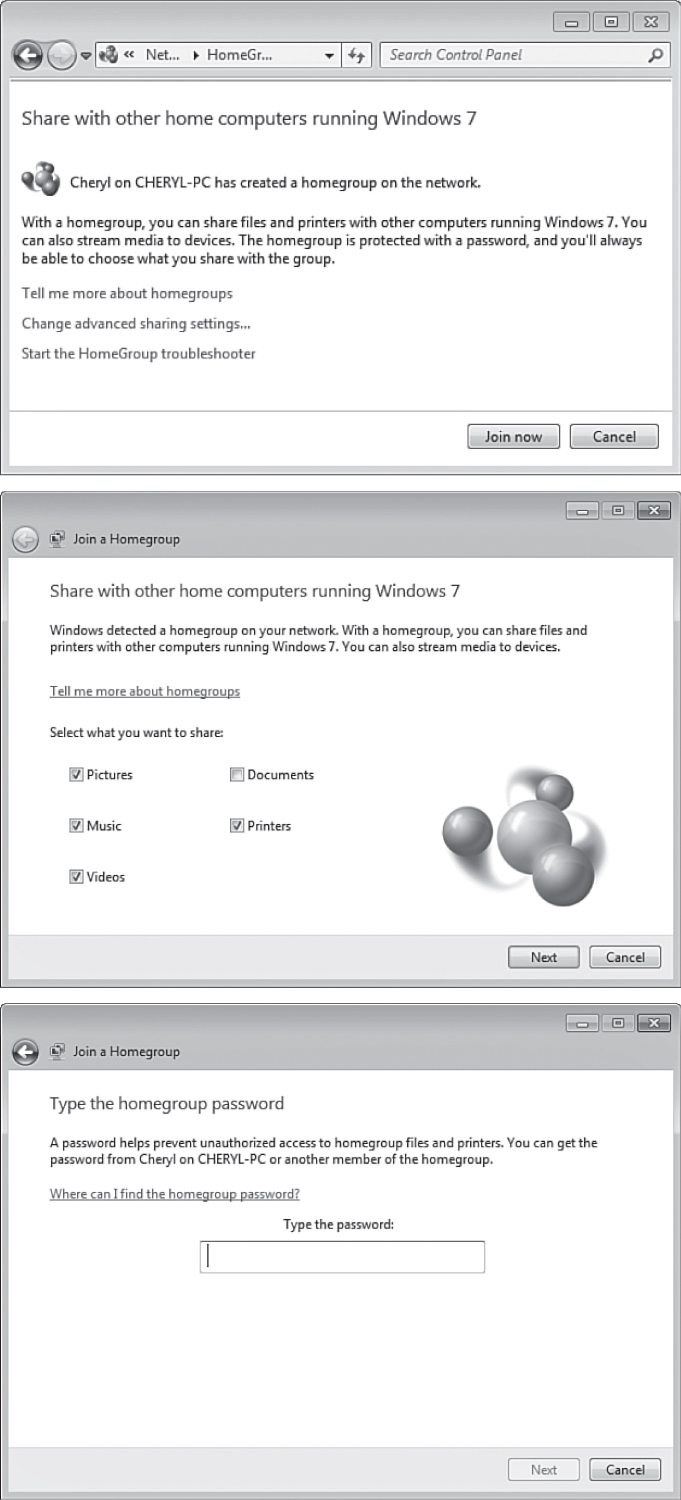 « Net... HomeGr... Search Control Panel
Share with other home computers running Windows 7
Cheryl on CHERYL-PC has created a homegroup on the network.
With a homegroup, you can share files and printers with other computers running Windows 7. You
can also stream media to devices. The homegroup is protected with a password, and you'll always
be able to choose what you share with the group.
Tell me more about homegroups
Change advanced sharing settings...
Start the HomeGroup troubleshooter
Join now Cancel
Join a Homegroup
Share with other home computers running Windows 7
Windows detected a homegroup on your network. With a homegroup, you can share files and
printers with other computers running Windows 7. You can also stream media to devices.
Tell me more about homegroups
Select what you want to share:
Pictures Documents
Music Printers
Videos
Next Cancel
Join a Homegroup
Type the homegroup password
A password helps prevent unauthorized access to homegroup files and printers. You can get the
password from Cheryl on CHERYL-PC or another member of the homegroup.
Where can I find the homegroup password?
Type the password:
Next Cancel